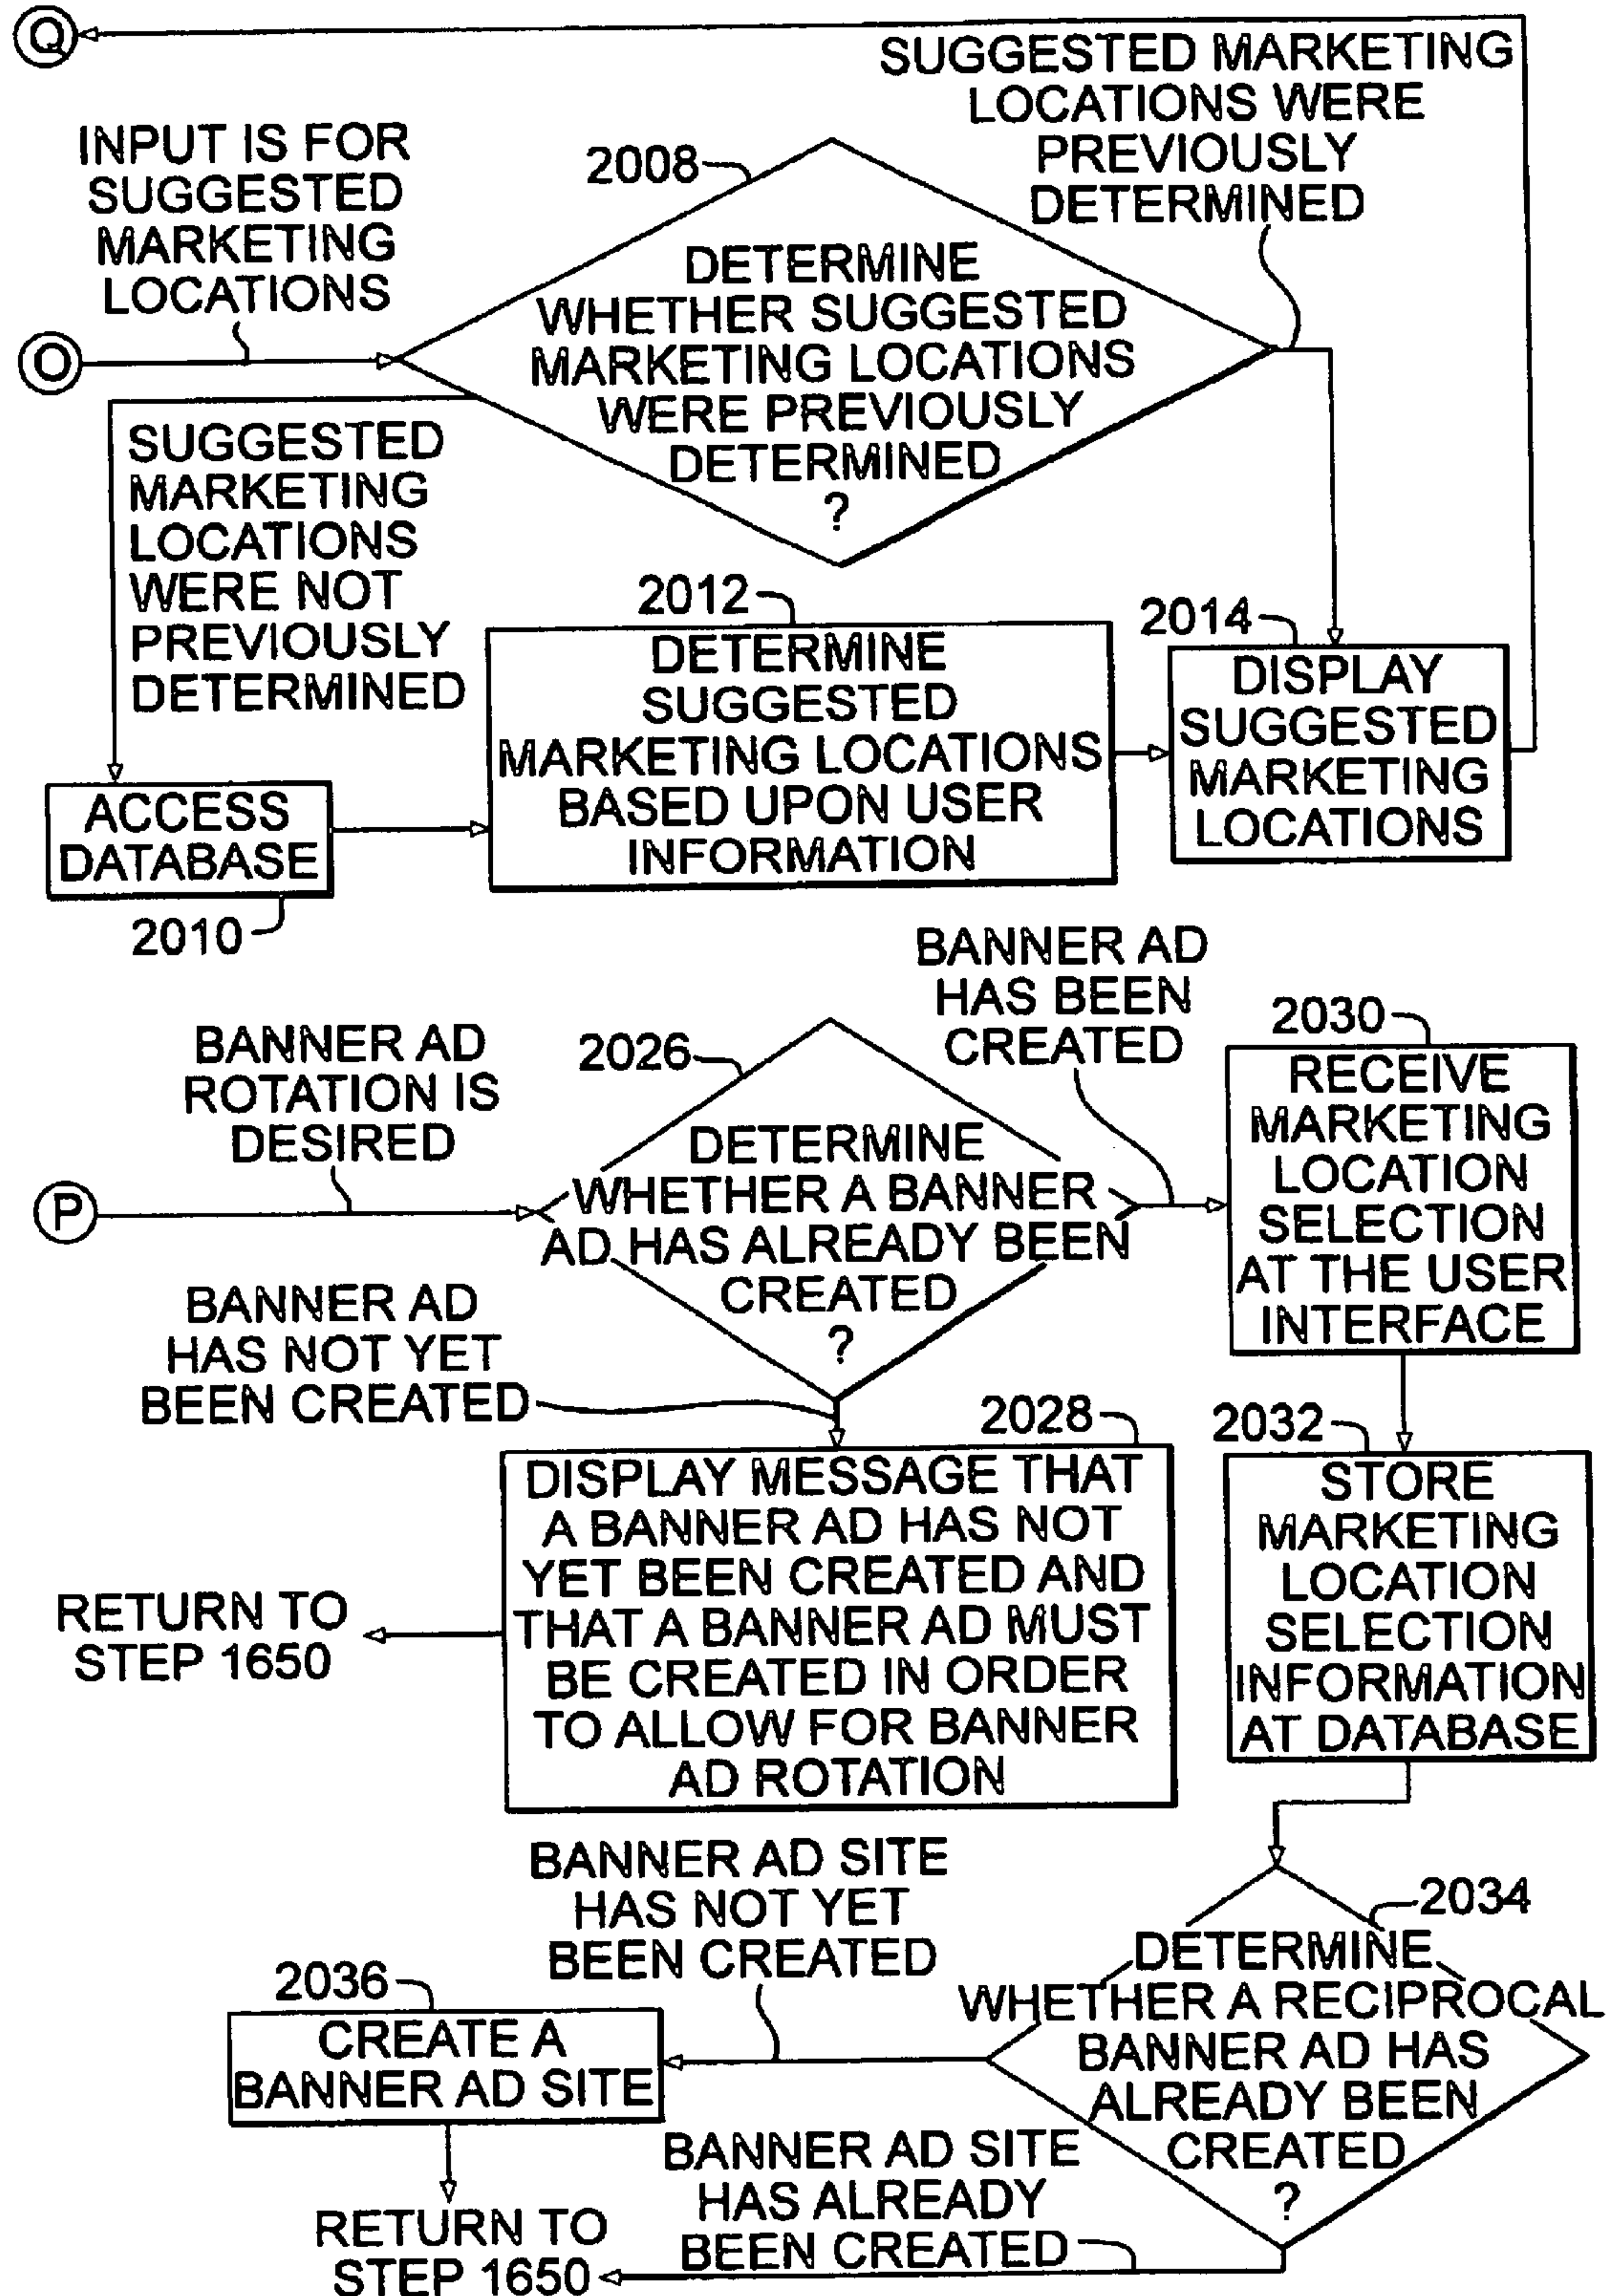 Q
SUGGESTED MARKETING
LOCATIONS WERE
PREVIOUSLY
DETERMINED
INPUT IS FOR
SUGGESTED
MARKETING
LOCATIONS
2008
O
DETERMINE
WHETHER SUGGESTED
MARKETING LOCATIONS
WERE PREVIOUSLY
DETERMINED
?
SUGGESTED
MARKETING
LOCATIONS
WERE NOT
PREVIOUSLY
DETERMINED
2012
DETERMINE
SUGGESTED
MARKETING LOCATIONS
BASED UPON USER
INFORMATION
2014
DISPLAY
SUGGESTED
MARKETING
LOCATIONS
ACCESS
DATABASE
2010
BANNER AD
HAS BEEN
CREATED
BANNER AD
ROTATION IS
DESIRED
2026
2030
RECEIVE
MARKETING
LOCATION
SELECTION
AT THE USER
INTERFACE
P
DETERMINE
WHETHER A BANNER
AD HAS ALREADY BEEN
CREATED
?
BANNER AD
HAS NOT YET
BEEN CREATED
2028
DISPLAY MESSAGE THAT
A BANNER AD HAS NOT
YET BEEN CREATED AND
THAT A BANNER AD MUST
BE CREATED IN ORDER
TO ALLOW FOR BANNER
AD ROTATION
2032
STORE
MARKETING
LOCATION
SELECTION
INFORMATION
AT DATABASE
RETURN TO
STEP 1650
BANNER AD SITE
HAS NOT YET
BEEN CREATED
2034
DETERMINE
WHETHER A RECIPROCAL
BANNER AD HAS
ALREADY BEEN
CREATED
?
2036
CREATE A
BANNER AD SITE
BANNER AD SITE
HAS ALREADY
BEEN CREATED
RETURN TO
STEP 1650